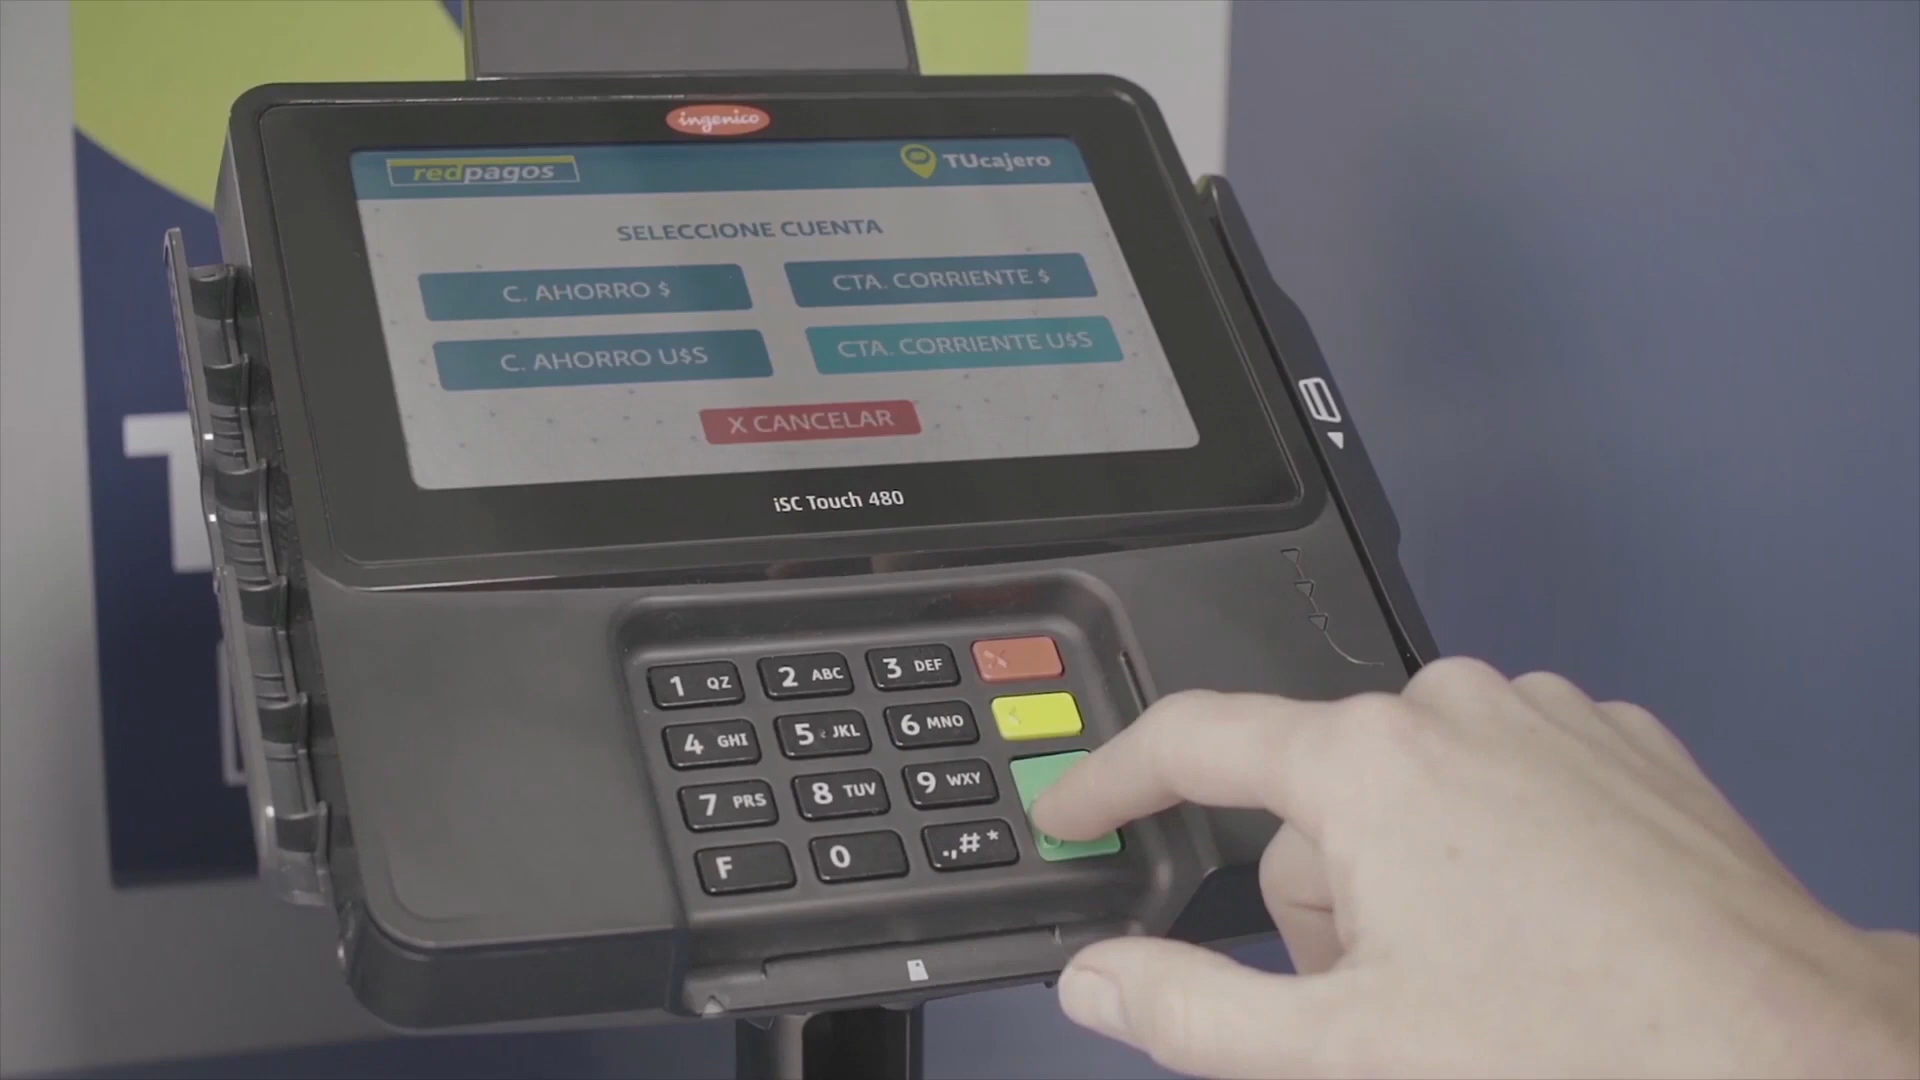 ingenico
redpagos
TUcajero
SELECCIONE CUENTA
C. AHORRO $
CTA. CORRIENTE $
C. AHORRO U$S
CTA. CORRIENTE U$S
X CANCELAR
iSC Touch 480
1 QZ
2 ABC
3 DEF
4 GHI
5 JKL
6 MNO
7 PRS
8 TUV
9 WXY
F
0
.,#*
T